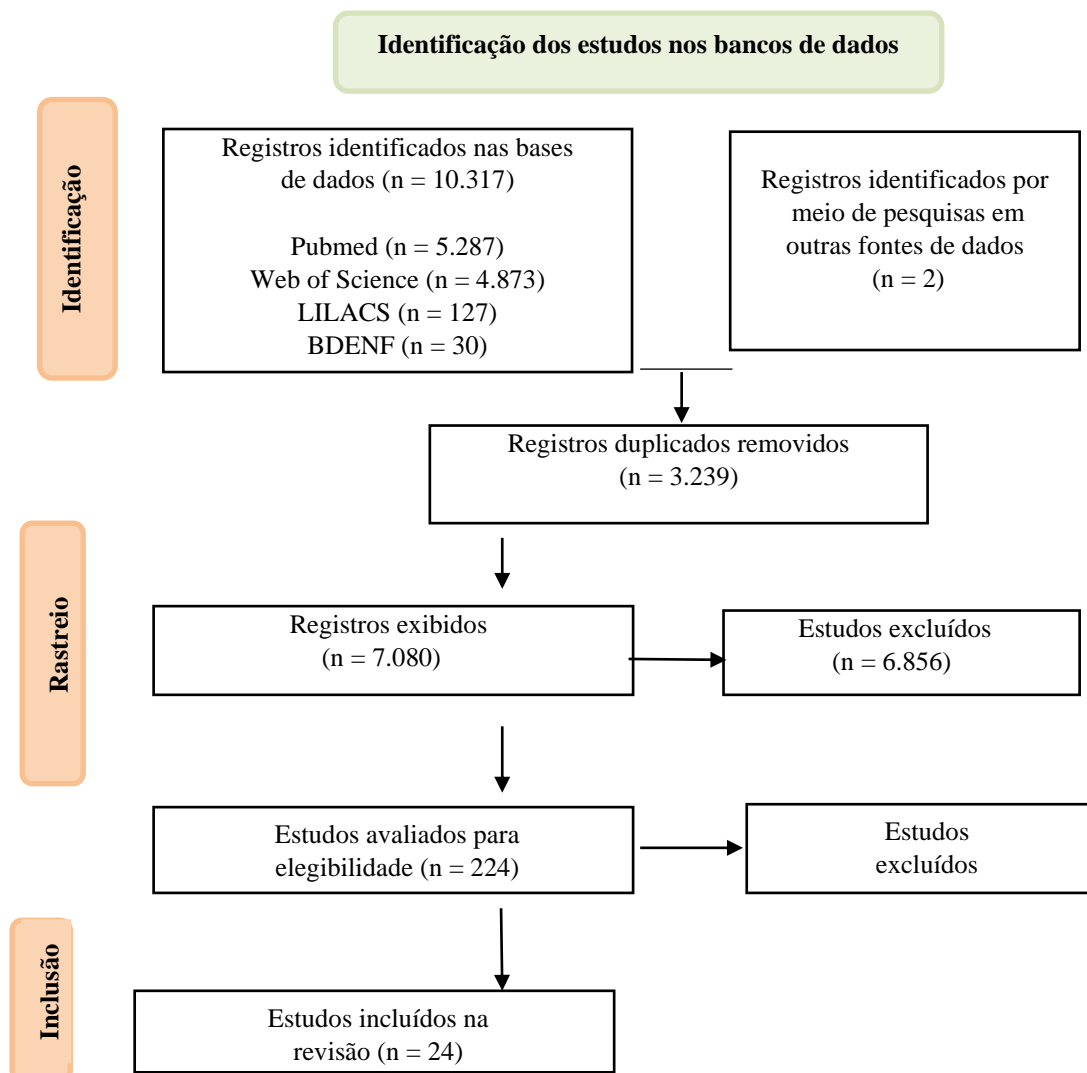 Identificação dos estudos nos bancos de dados
Identificação
Registros identificados nas bases
de dados (n = 10.317)
Pubmed (n = 5.287)
Web of Science (n = 4.873)
LILACS (n = 127)
BDENF (n = 30)
Registros identificados por
meio de pesquisas em
outras fontes de dados
(n = 2)
Registros duplicados removidos
(n = 3.239)
Rastreio
Registros exibidos
(n = 7.080)
Estudos excluídos
(n = 6.856)
Estudos avaliados para
elegibilidade (n = 224)
Estudos
excluídos
Inclusão
Estudos incluídos na
revisão (n = 24)